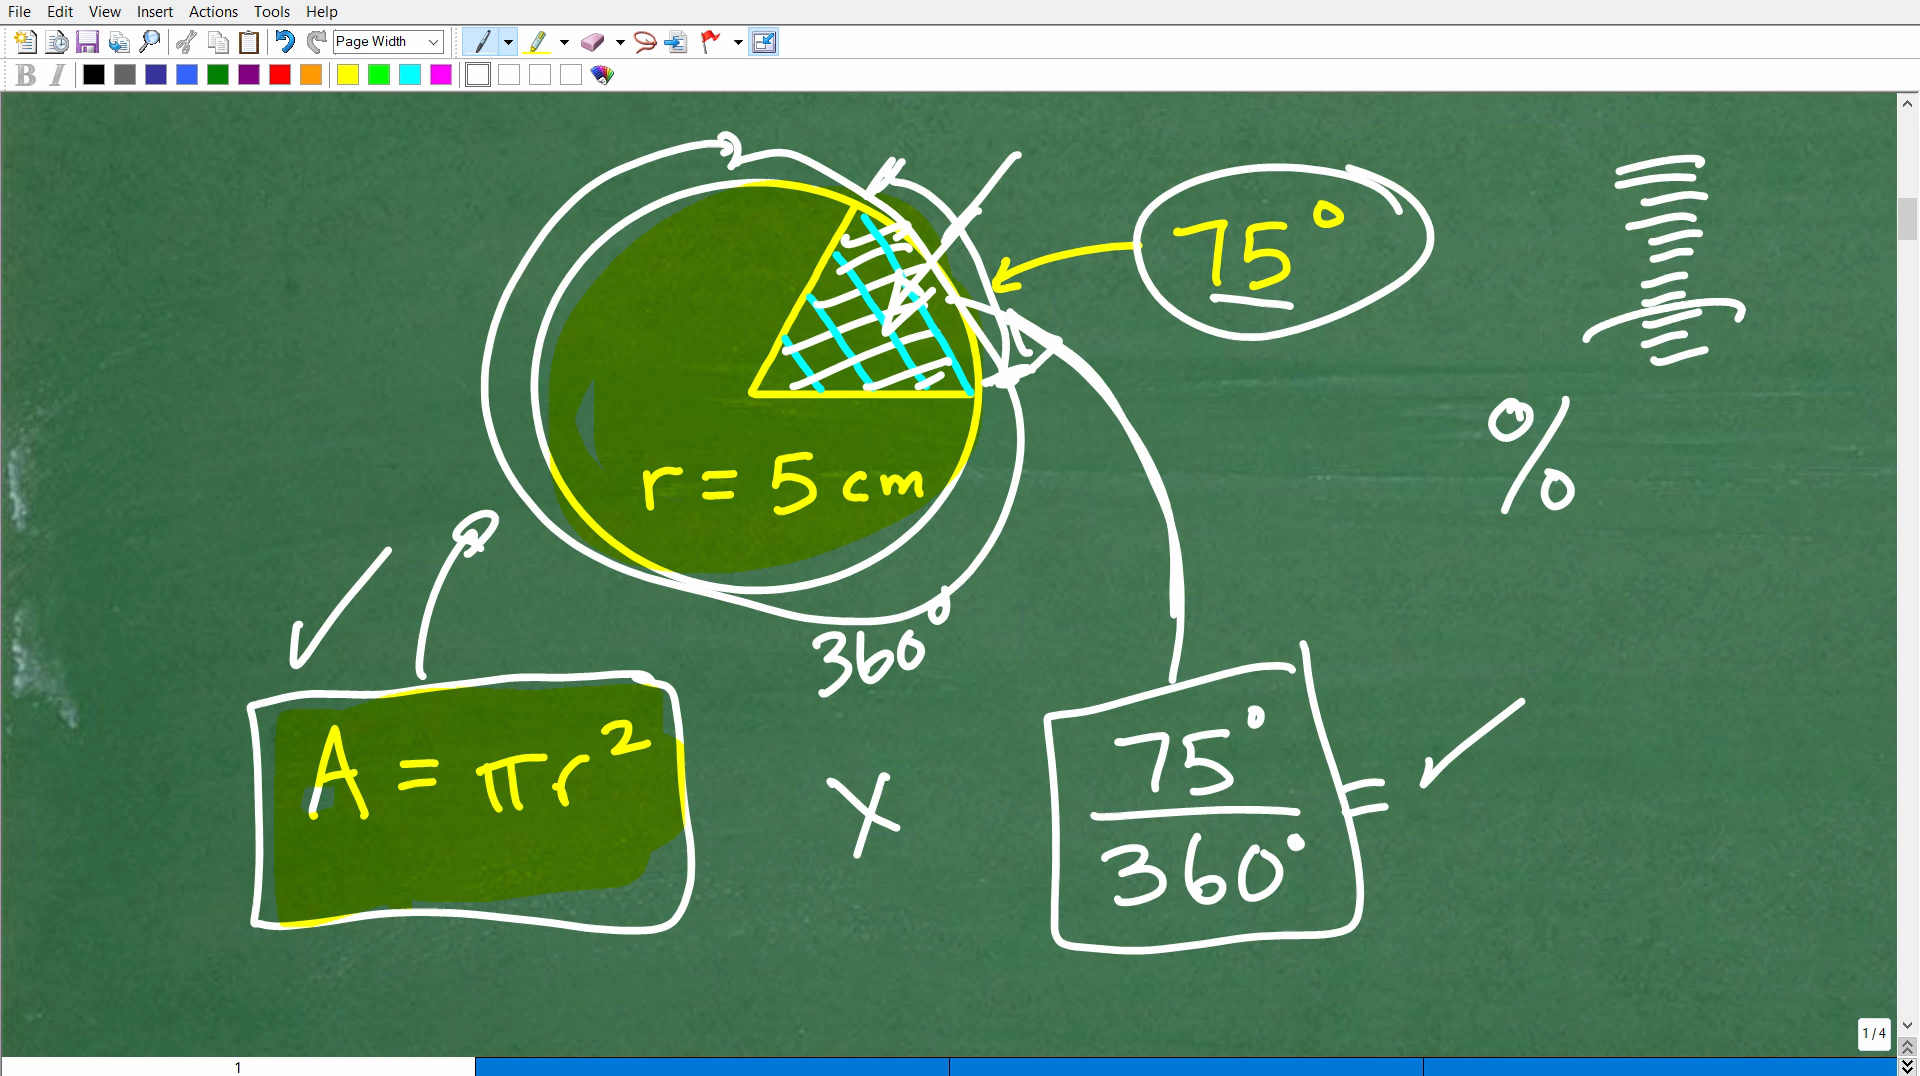 File Edit View Insert Actions Tools Help
Page Width
B I
75°
%
r = 5 cm
360°
A = πr²
X
75°
360°
=
1 / 4
1